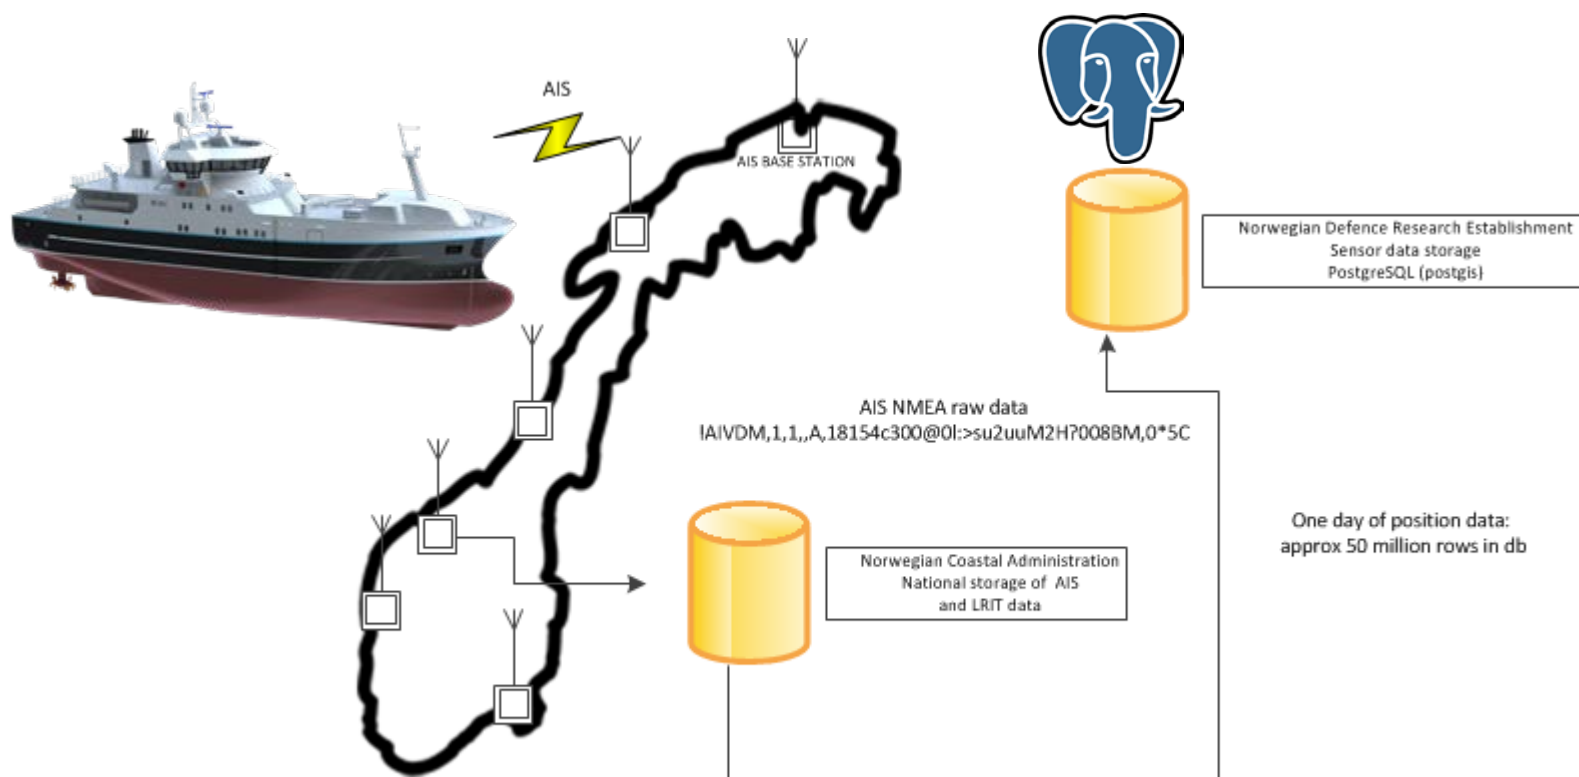 AIS
AIS BASE STATION
Norwegian Defence Research Establishment
Sensor data storage
PostgreSQL (postgis)
AIS NMEA raw data
!AIVDM,1,1,,A,18154c300@0l:>su2uuM2H?008BM,0*5C
One day of position data:
approx 50 million rows in db
Norwegian Coastal Administration
National storage of AIS
and LRIT data